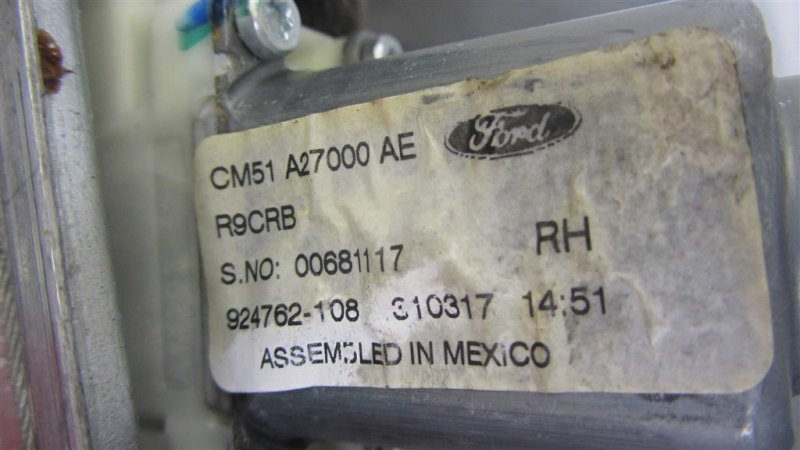 Ford
CM51 A27000 AE
R9CRB
RH
S.NO: 00681117
924762-108 310317 14:51
ASSEMBLED IN MEXICO